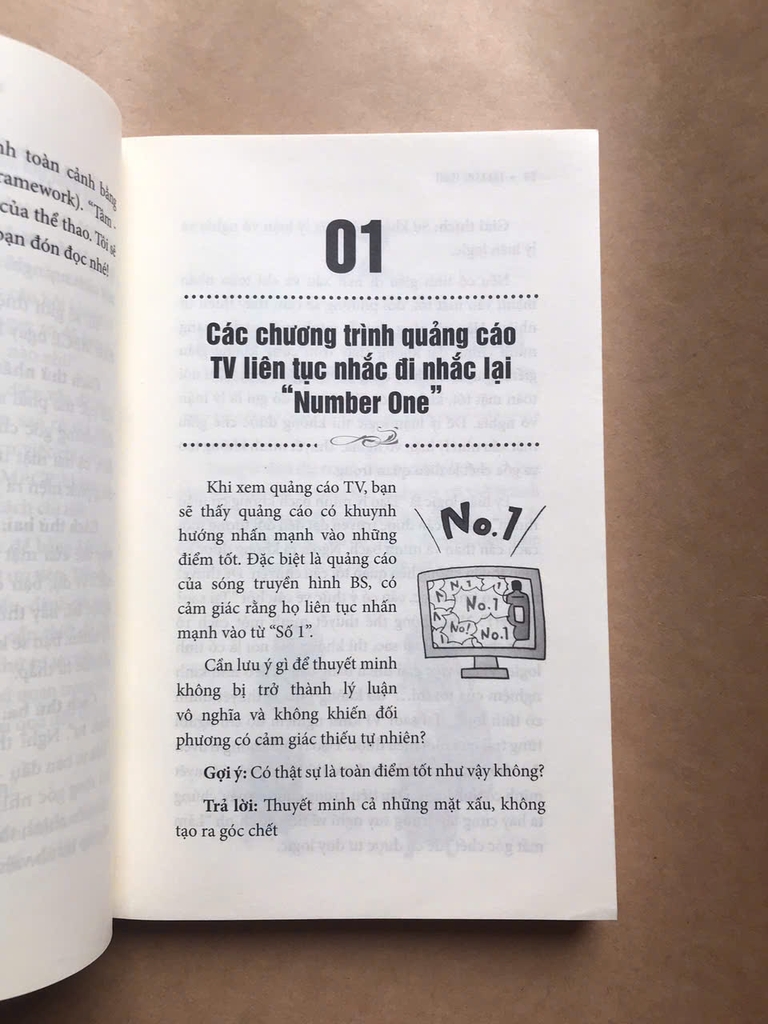 nh toàn cảnh bằng
ramework). "Tâm -
của thể thao. Tôi sẽ
bạn đón đọc nhé!
01
Các chương trình quảng cáo
TV liên tục nhắc đi nhắc lại
"Number One"
Khi xem quảng cáo TV, bạn
sẽ thấy quảng cáo có khuynh
hướng nhấn mạnh vào những
điểm tốt. Đặc biệt là quảng cáo
của sóng truyền hình BS, có
cảm giác rằng họ liên tục nhấn
mạnh vào từ "Số 1".
No.1
N 1
No.1
No!
No.1
Cần lưu ý gì để thuyết minh
không bị trở thành lý luận
vô nghĩa và không khiến đối
phương có cảm giác thiếu tự nhiên?
Gợi ý: Có thật sự là toàn điểm tốt như vậy không?
Trả lời: Thuyết minh cả những mặt xấu, không
tạo ra góc chết